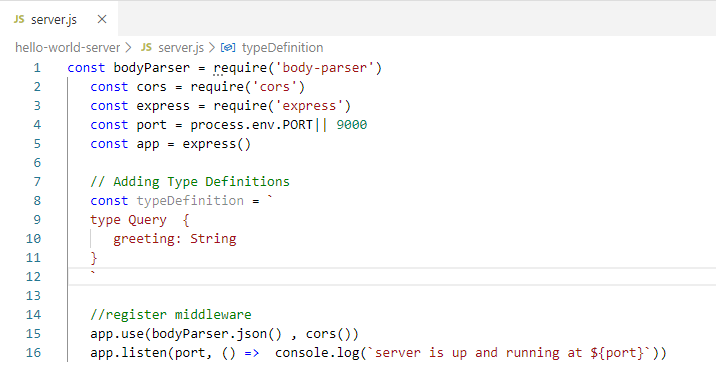 JS server.js ×
hello-world-server > JS server.js > typeDefinition
1 const bodyParser = require('body-parser')
2 const cors = require('cors')
3 const express = require('express')
4 const port = process.env.PORT|| 9000
5 const app = express()
6
7 // Adding Type Definitions
8 const typeDefinition = `
9 type Query  {
10 greeting: String
11 }
12 `
13
14 //register middleware
15 app.use(bodyParser.json() , cors())
16 app.listen(port, () =>  console.log(`server is up and running at ${port}`))